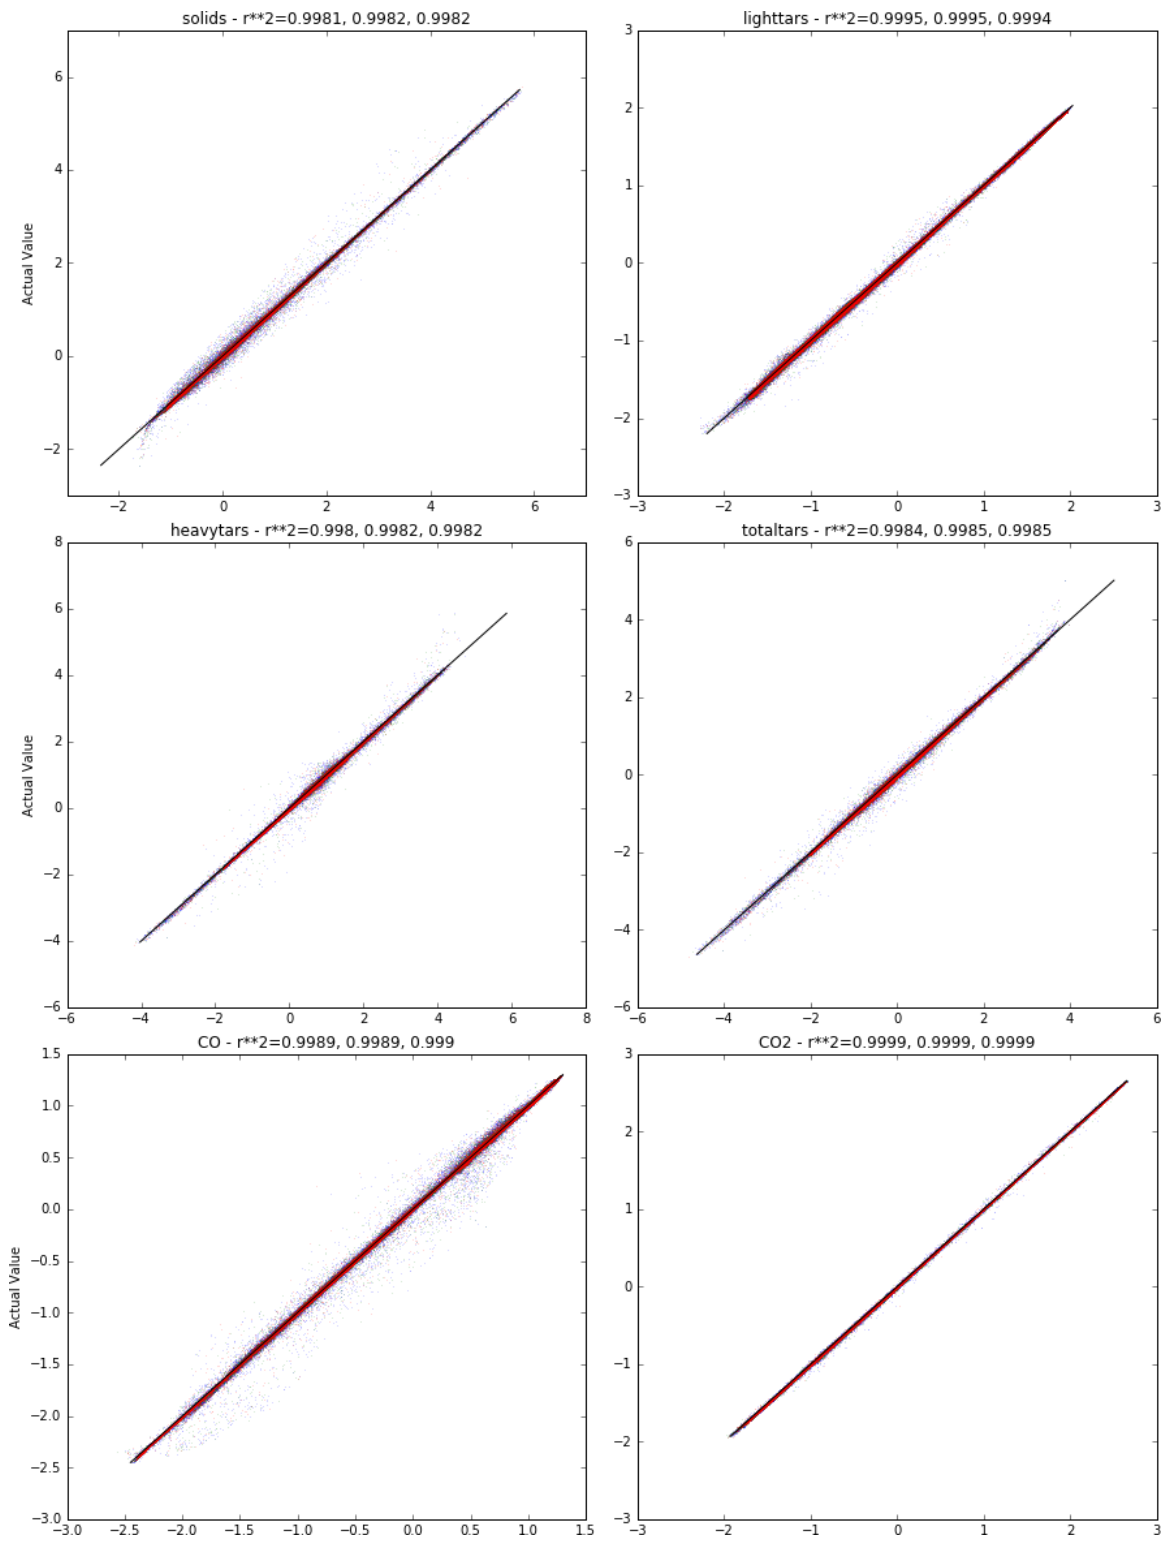 solids - r**2=0.9981, 0.9982, 0.9982
6
4
2
0
−2
Actual Value
−2 0 2 4 6
lighttars - r**2=0.9995, 0.9995, 0.9994
3
2
1
0
−1
−2
−3
−3 −2 −1 0 1 2 3
heavytars - r**2=0.998, 0.9982, 0.9982
8
6
4
2
0
−2
−4
−6
Actual Value
−6 −4 −2 0 2 4 6 8
totaltars - r**2=0.9984, 0.9985, 0.9985
6
4
2
0
−2
−4
−6
−6 −4 −2 0 2 4 6
CO - r**2=0.9989, 0.9989, 0.999
1.5
1.0
0.5
0.0
−0.5
−1.0
−1.5
−2.0
−2.5
−3.0
Actual Value
−3.0 −2.5 −2.0 −1.5 −1.0 −0.5 0.0 0.5 1.0 1.5
CO2 - r**2=0.9999, 0.9999, 0.9999
3
2
1
0
−1
−2
−3
−3 −2 −1 0 1 2 3